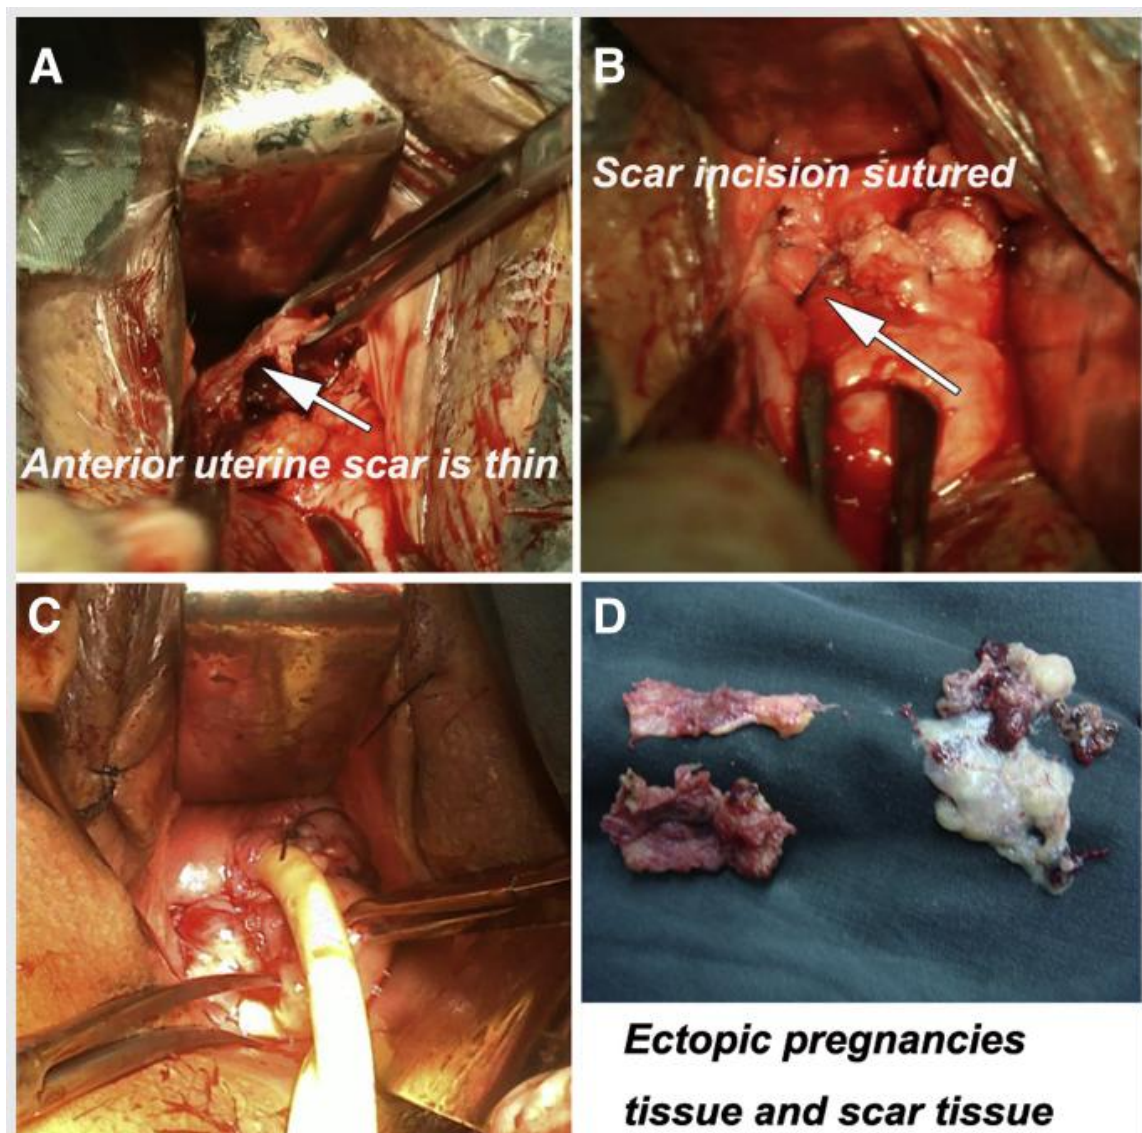 A
B
Scar incision sutured
Anterior uterine scar is thin
C
D
Ectopic pregnancies
tissue and scar tissue